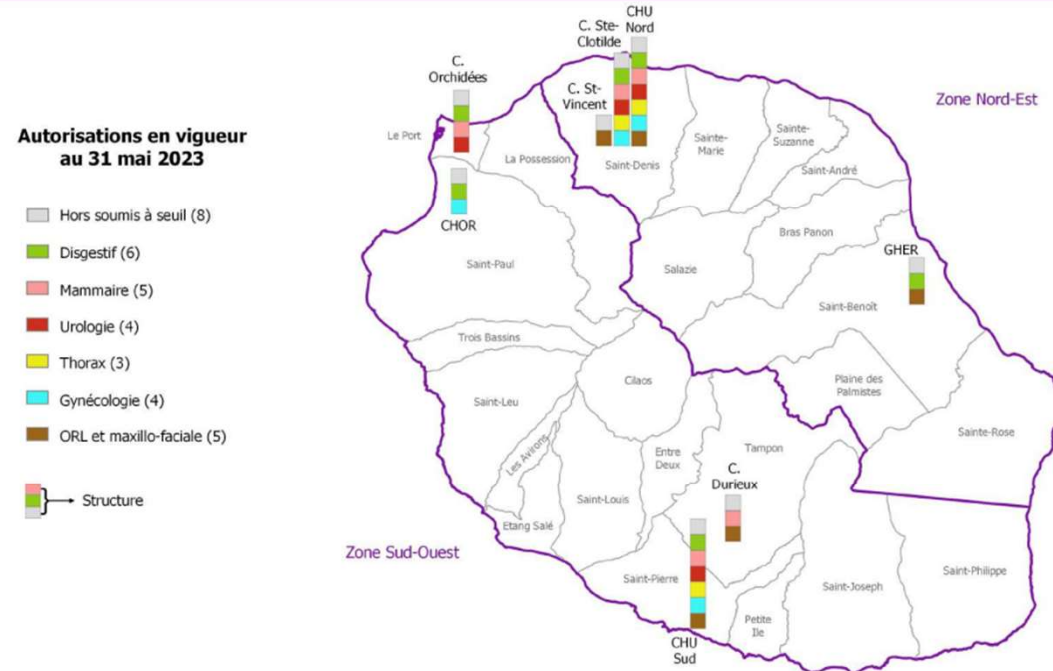 Autorisations en vigueur
au 31 mai 2023
Hors soumis à seuil (8)
Disgestif (6)
Mammaire (5)
Urologie (4)
Thorax (3)
Gynécologie (4)
ORL et maxillo-faciale (5)
Structure
CHU
Nord
C. Ste-
Clotilde
C. St-
Vincent
C.
Orchidées
Zone Nord-Est
Le Port
La Possession
Saint-Denis
Sainte-
Marie
Sainte-
Suzanne
Saint-André
CHOR
Saint-Paul
Salazie
Bras Panon
GHER
Saint-Benoît
Trois Bassins
Cilaos
Plaine des
Palmistes
Saint-Leu
Sainte-Rose
Les Avirons
Entre
Deux
Tampon
C.
Durieux
Saint-Louis
Etang Salé
Zone Sud-Ouest
Saint-Pierre
Saint-Joseph
Saint-Philippe
Petite
Ile
CHU
Sud